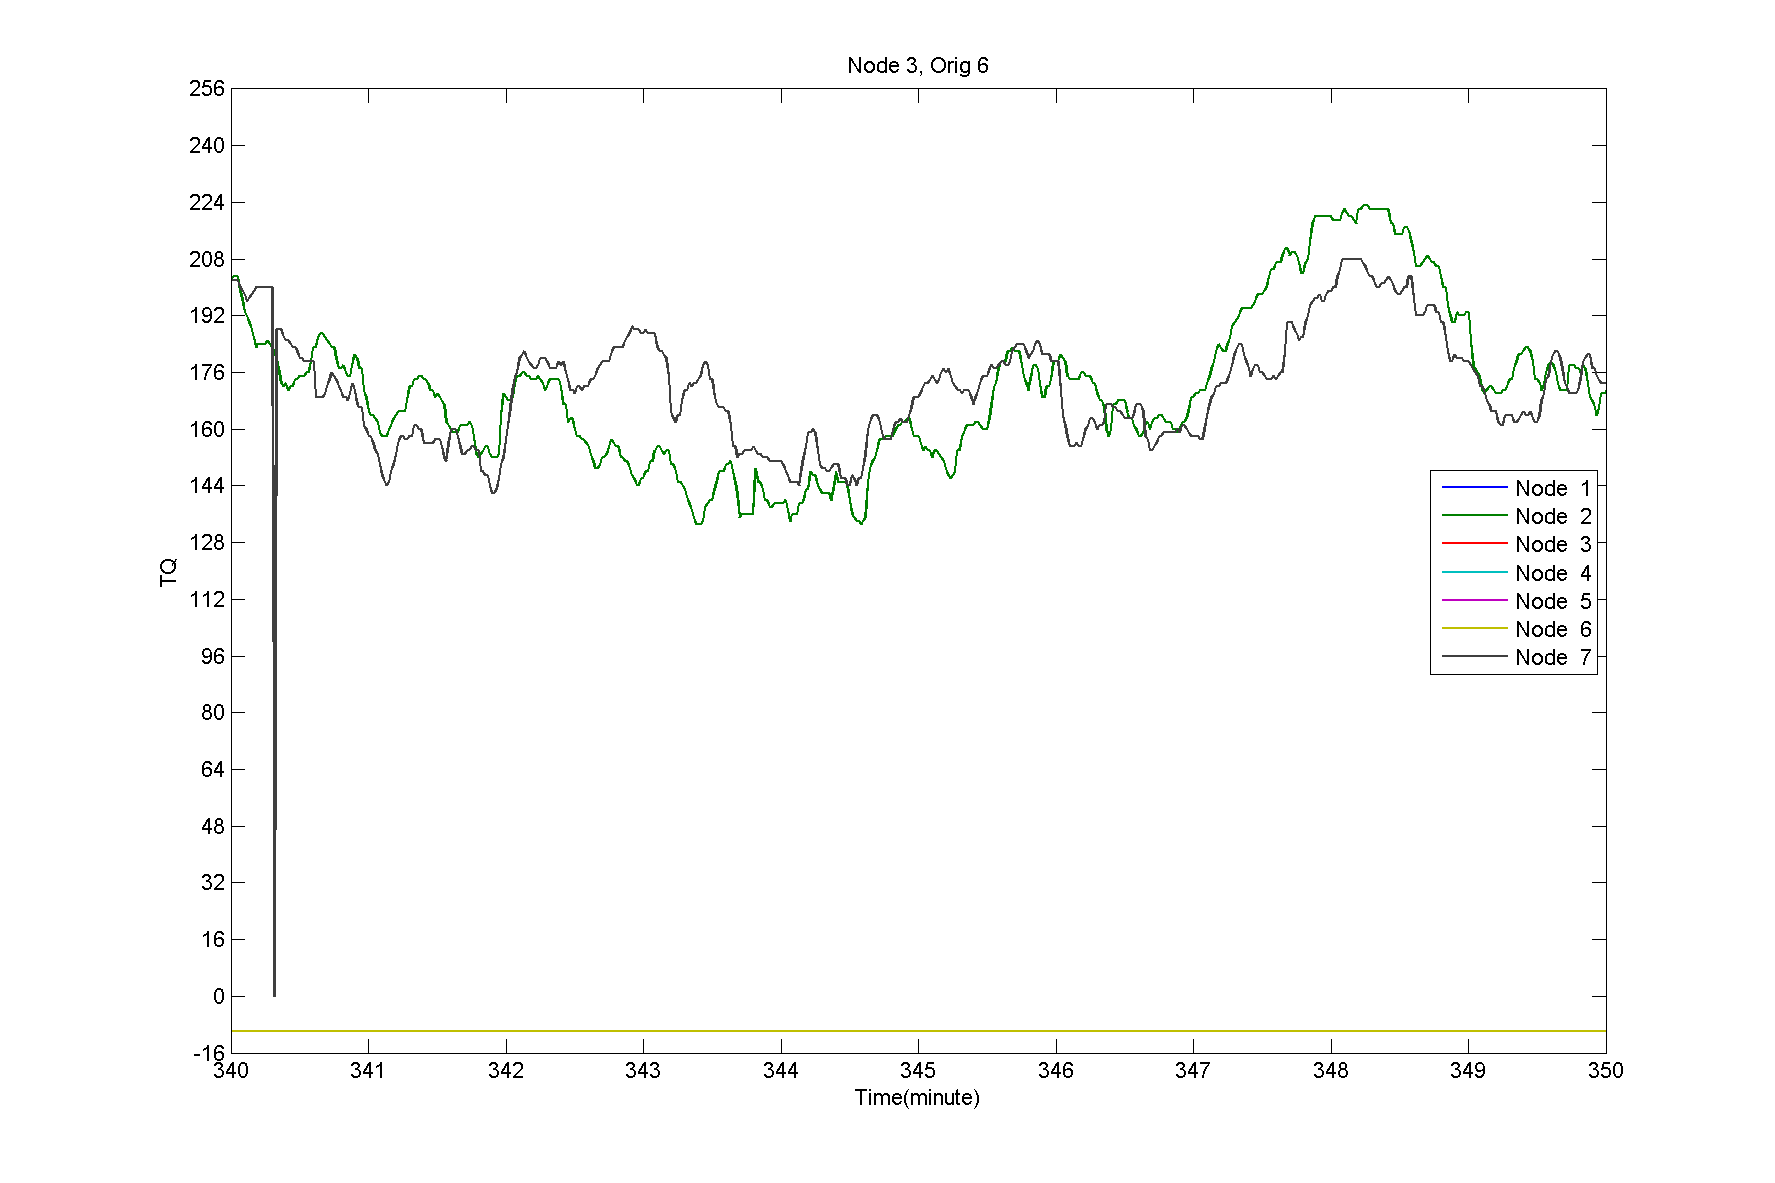 Node 3, Orig 6
256
240
224
208
192
176
160
144
128
112
96
80
64
48
32
16
0
-16
TQ
Node 1
Node 2
Node 3
Node 4
Node 5
Node 6
Node 7
340 341 342 343 344 345 346 347 348 349 350
Time(minute)